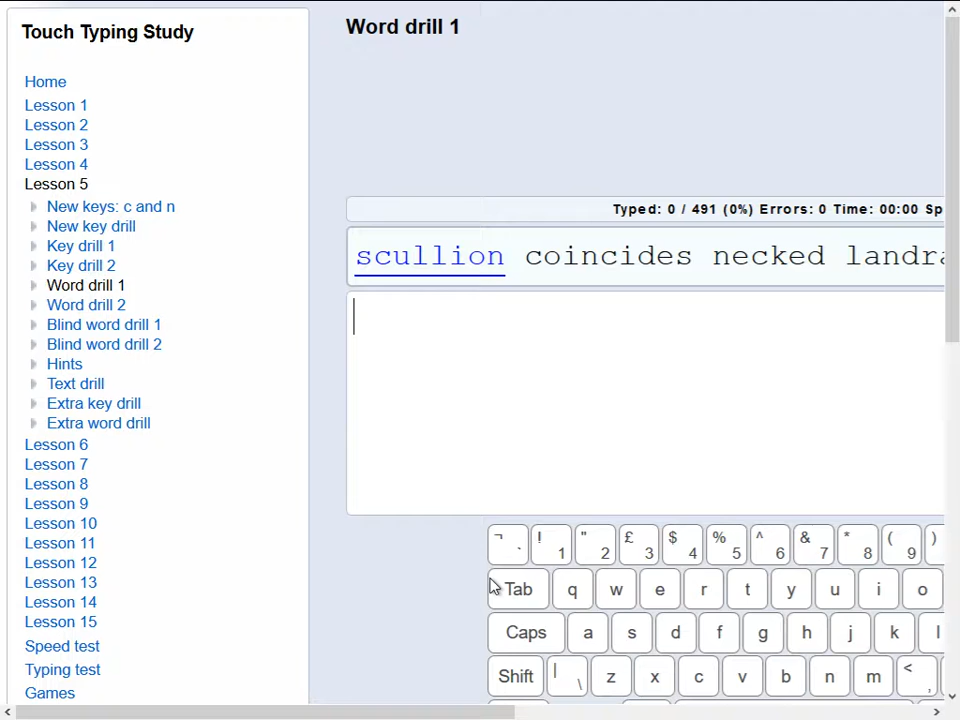 Touch Typing Study
Home
Lesson 1
Lesson 2
Lesson 3
Lesson 4
Lesson 5
New keys: c and n
New key drill
Key drill 1
Key drill 2
Word drill 1
Word drill 2
Blind word drill 1
Blind word drill 2
Hints
Text drill
Extra key drill
Extra word drill
Lesson 6
Lesson 7
Lesson 8
Lesson 9
Lesson 10
Lesson 11
Lesson 12
Lesson 13
Lesson 14
Lesson 15
Speed test
Typing test
Games
Word drill 1
Typed: 0 / 491 (0%) Errors: 0 Time: 00:00 Sp
scullion coincides necked landra
¬ ` ! 1 " 2 £ 3 $ 4 % 5 ^ 6 & 7 * 8 ( 9 )
Tab q w e r t y u i o
Caps a s d f g h j k l
Shift | \ z x c v b n m < ,